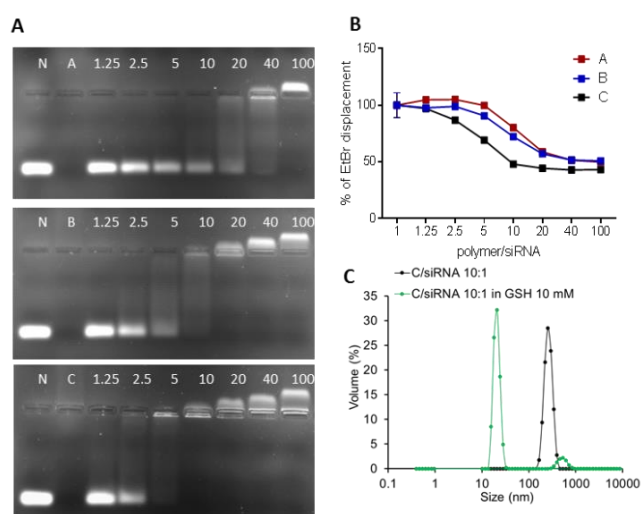 A
N A 1.25 2.5 5 10 20 40 100
N B 1.25 2.5 5 10 20 40 100
N C 1.25 2.5 5 10 20 40 100
B
150
100
50
0
% of EtBr displacement
A
B
C
1 1.25 2.5 5 10 20 40 100
polymer/siRNA
C
C/siRNA 10:1
C/siRNA 10:1 in GSH 10 mM
35
30
25
20
15
10
5
0
Volume (%)
0.1 1 10 100 1000 10000
Size (nm)